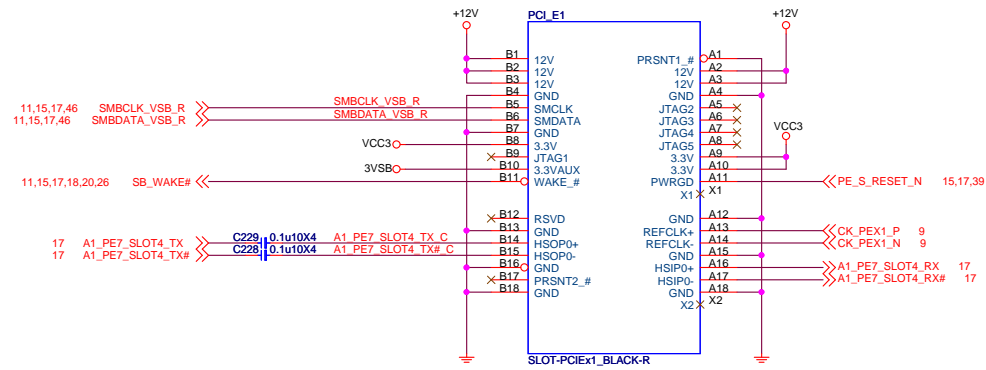 +12V PCI_E1 +12V
B1 12V PRSNT1_# A1
B2 12V 12V A2
B3 12V 12V A3
B4 GND GND A4
11,15,17,46 SMBCLK_VSB_R SMBCLK_VSB_R B5 SMCLK JTAG2 A5
11,15,17,46 SMBDATA_VSB_R SMBDATA_VSB_R B6 SMDATA JTAG3 A6
B7 GND JTAG4 A7 VCC3
VCC3 B8 3.3V JTAG5 A8
B9 JTAG1 3.3V A9
3VSB B10 3.3VAUX 3.3V A10
11,15,17,18,20,26 SB_WAKE# B11 WAKE_# PWRGD A11 PE_S_RESET_N 15,17,39
X1 X1
B12 RSVD GND A12
B13 GND REFCLK+ A13 CK_PEX1_P 9
17 A1_PE7_SLOT4_TX C229 0.1u10X4 A1_PE7_SLOT4_TX_C B14 HSOP0+ REFCLK- A14 CK_PEX1_N 9
17 A1_PE7_SLOT4_TX# C228 0.1u10X4 A1_PE7_SLOT4_TX#_C B15 HSOP0- GND A15
B16 GND HSIP0+ A16 A1_PE7_SLOT4_RX 17
B17 PRSNT2_# HSIP0- A17 A1_PE7_SLOT4_RX# 17
B18 GND GND A18
X2 X2
SLOT-PCIEx1_BLACK-R